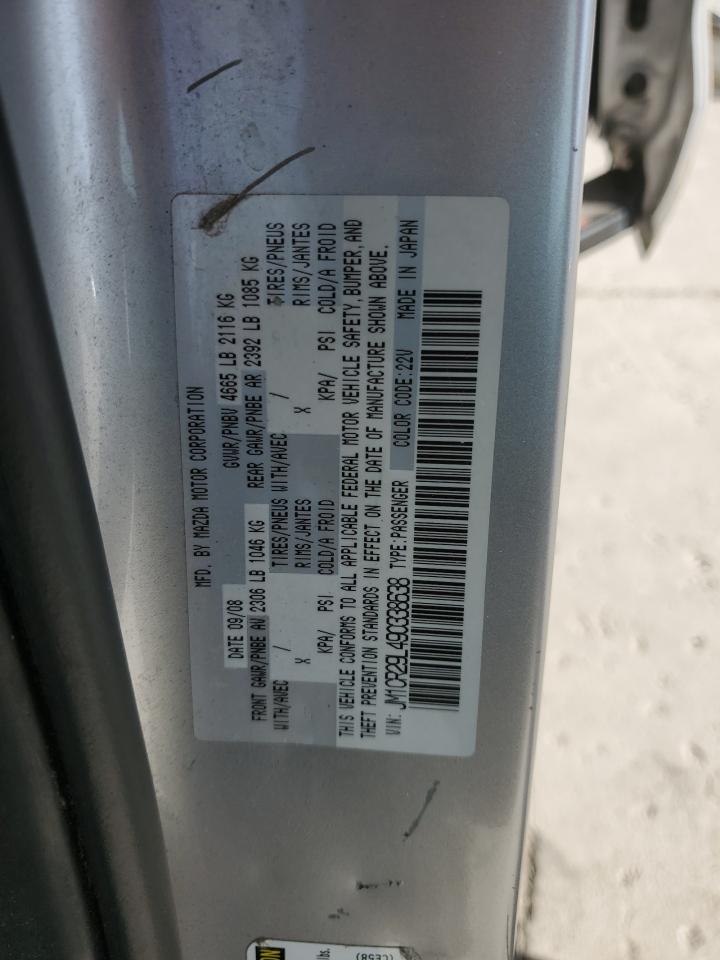 MFD. BY MAZDA MOTOR CORPORATION
DATE 09/08 GVWR/PNBV 4665 LB 2116 KG
FRONT GAWR/PNBE AV 2306 LB 1046 KG REAR GAWR/PNBE AR 2392 LB 1085 KG
WITH/AVEC / TIRES/PNEUS WITH/AVEC / TIRES/PNEUS
X RIMS/JANTES X RIMS/JANTES
KPA/ PSI COLD/A FROID KPA/ PSI COLD/A FROID
THIS VEHICLE CONFORMS TO ALL APPLICABLE FEDERAL MOTOR VEHICLE SAFETY, BUMPER, AND
THEFT PREVENTION STANDARDS IN EFFECT ON THE DATE OF MANUFACTURE SHOWN ABOVE.
VIN: JM1CR29L490338638 TYPE:PASSENGER COLOR CODE:22V MADE IN JAPAN
lbs.
(CE58)